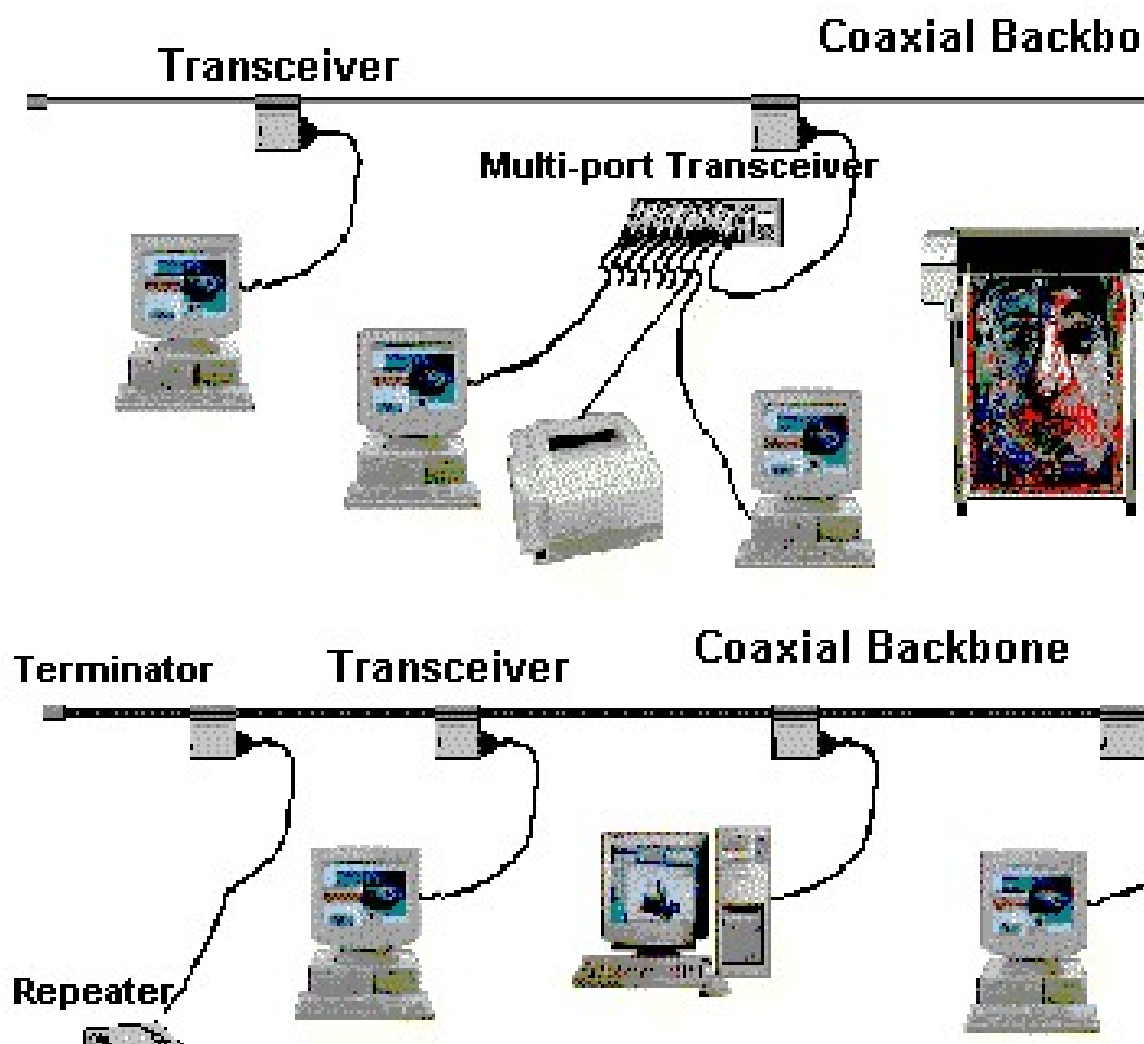 Coaxial Backbo
Transceiver
Multi-port Transceiver
Coaxial Backbone
Terminator
Transceiver
Repeater